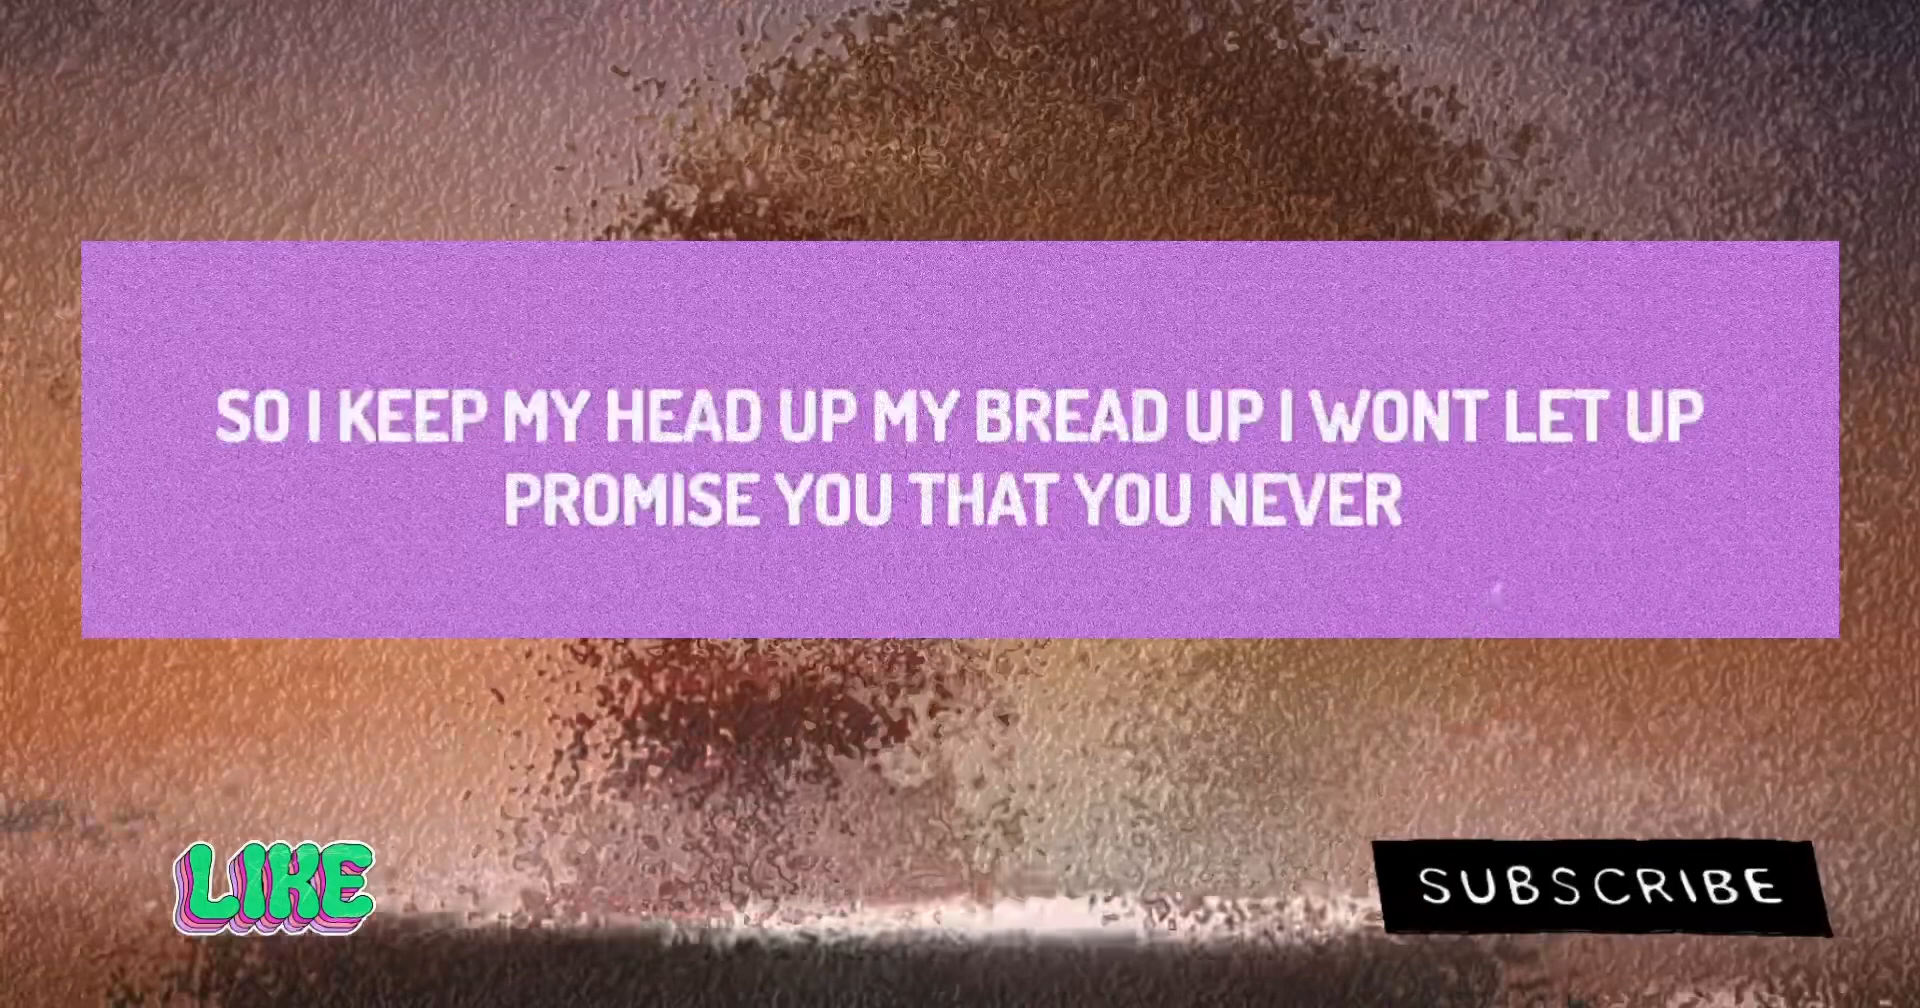 SO I KEEP MY HEAD UP MY BREAD UP I WONT LET UP
PROMISE YOU THAT YOU NEVER
LIKE
SUBSCRIBE